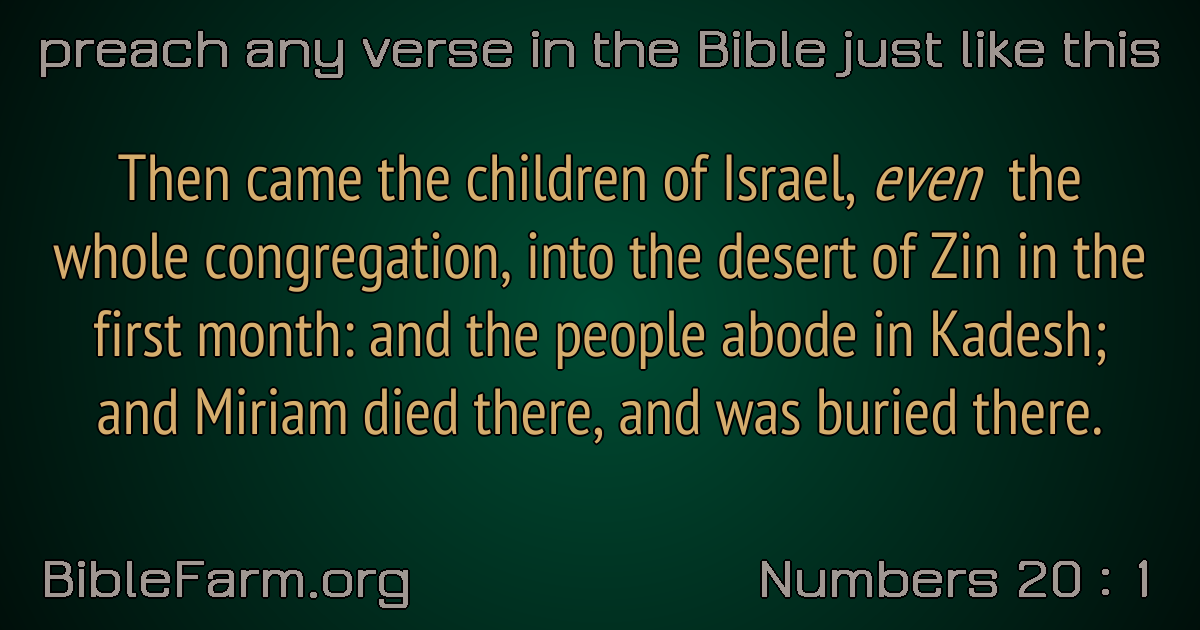 preach any verse in the Bible just like this
Then came the children of Israel, even the
whole congregation, into the desert of Zin in the
first month: and the people abode in Kadesh;
and Miriam died there, and was buried there.
BibleFarm.org
Numbers 20 : 1